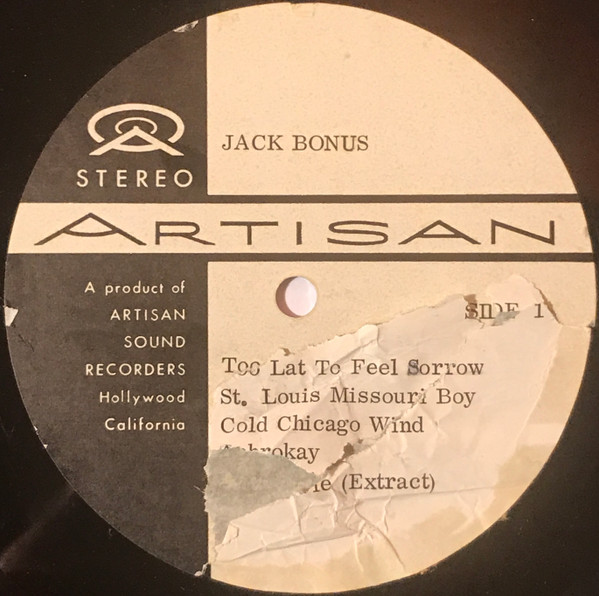 STEREO
JACK BONUS
ARTISAN
A product of
ARTISAN
SOUND
RECORDERS
Hollywood
California
SIDE 1
Too Lat To Feel Sorrow
St. Louis Missouri Boy
Cold Chicago Wind
(Extract)